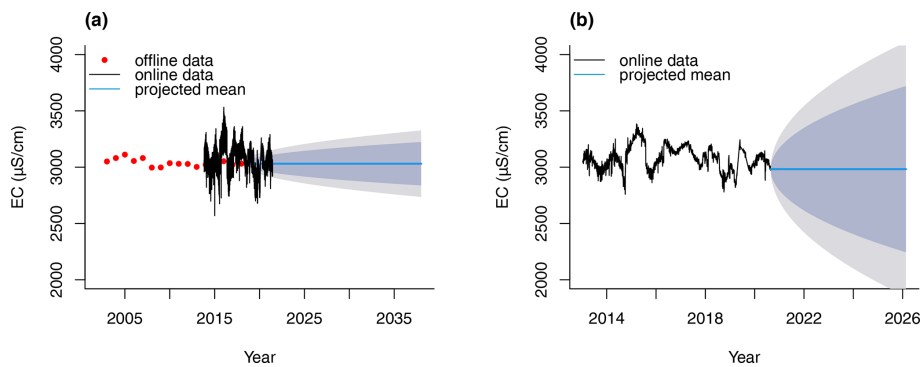 (a)
offline data
online data
projected mean
EC (µS/cm)
4000
3500
3000
2500
2000
2005
2015
2025
2035
Year
(b)
online data
projected mean
EC (µS/cm)
4000
3500
3000
2500
2000
2014
2018
2022
2026
Year